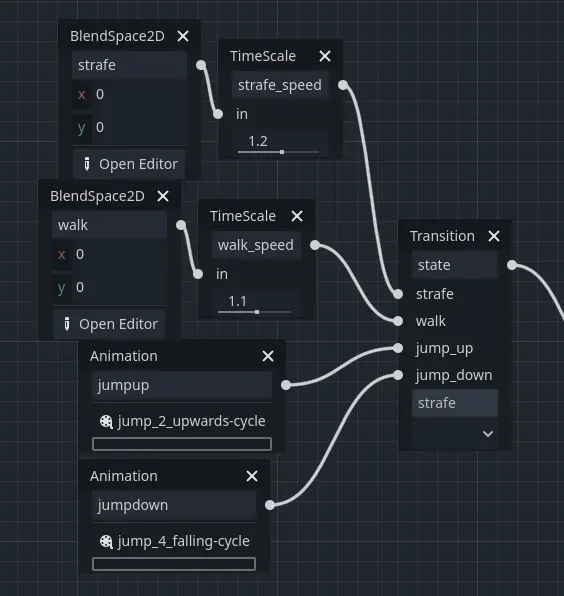 BlendSpace2D
strafe
x 0
y 0
Open Editor
TimeScale
strafe_speed
in
1.2
BlendSpace2D
walk
x 0
y 0
Open Editor
TimeScale
walk_speed
in
1.1
Animation
jumpup
jump_2_upwards-cycle
Animation
jumpdown
jump_4_falling-cycle
Transition
state
strafe
walk
jump_up
jump_down
strafe